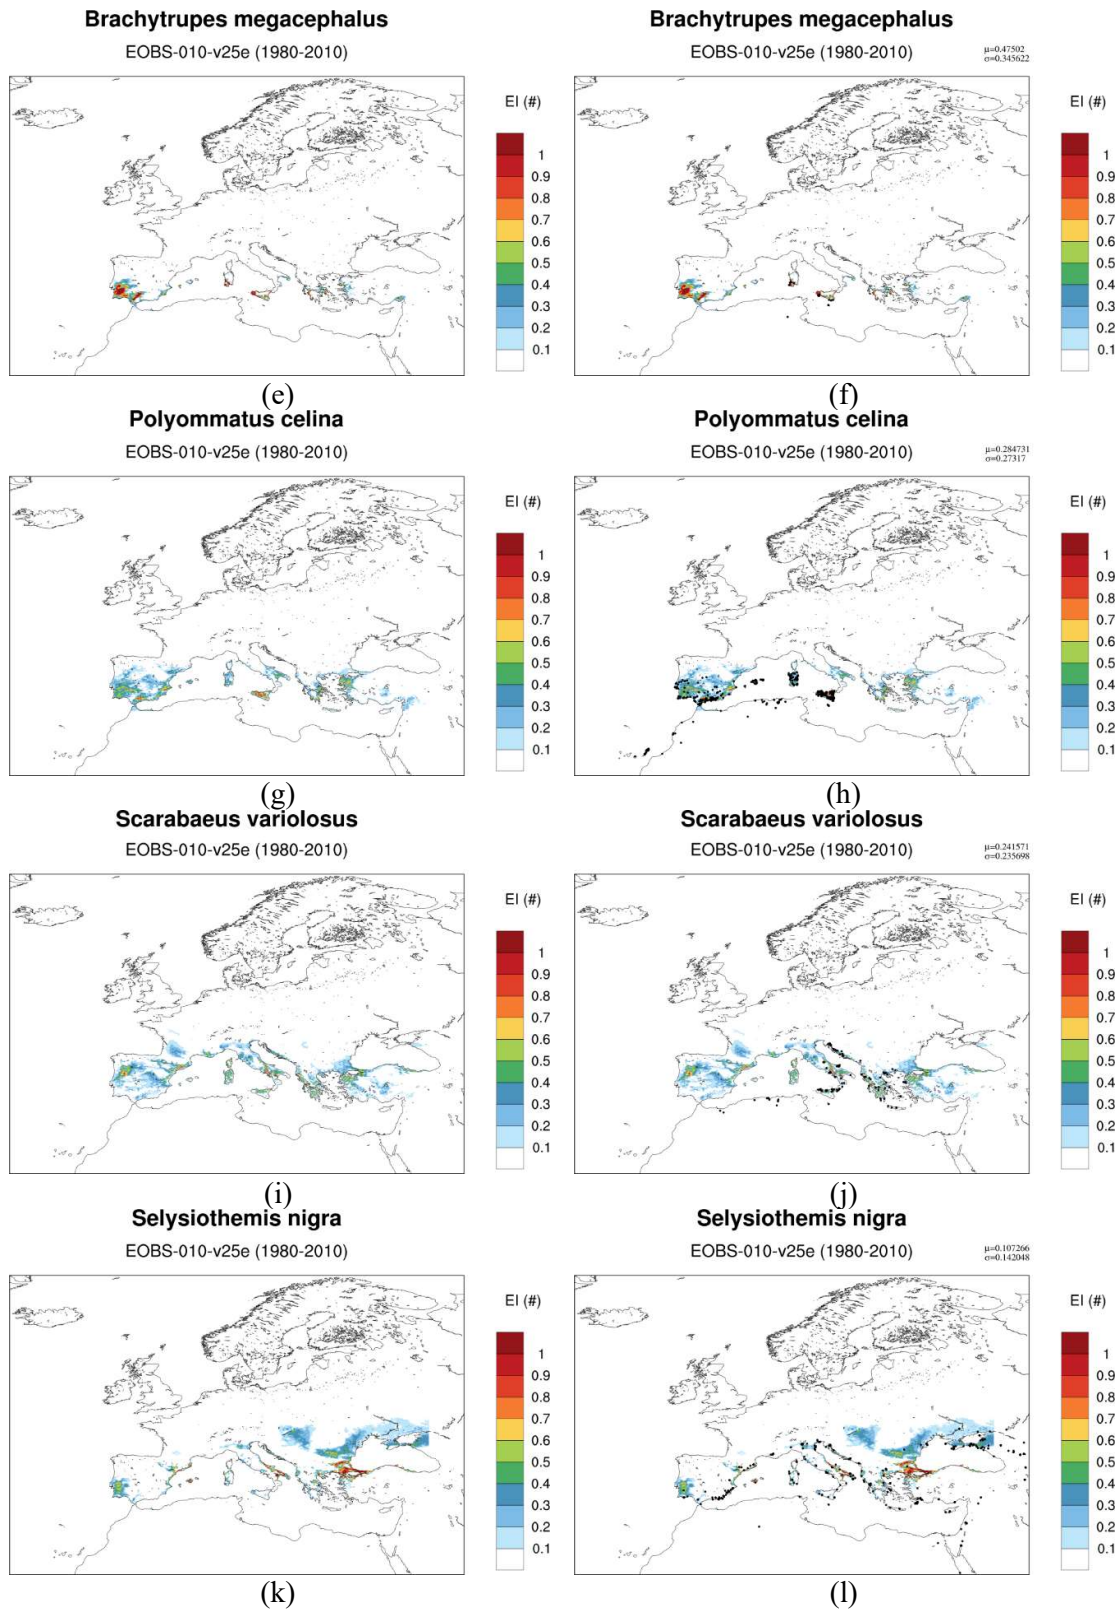 Brachytrupes megacephalus
EOBS-010-v25e (1980-2010)
EI (#)
1
0.9
0.8
0.7
0.6
0.5
0.4
0.3
0.2
0.1
(e)
Brachytrupes megacephalus
EOBS-010-v25e (1980-2010)
μ=0.47502
σ=0.345622
EI (#)
1
0.9
0.8
0.7
0.6
0.5
0.4
0.3
0.2
0.1
(f)
Polyommatus celina
EOBS-010-v25e (1980-2010)
EI (#)
1
0.9
0.8
0.7
0.6
0.5
0.4
0.3
0.2
0.1
(g)
Polyommatus celina
EOBS-010-v25e (1980-2010)
μ=0.284731
σ=0.27317
EI (#)
1
0.9
0.8
0.7
0.6
0.5
0.4
0.3
0.2
0.1
(h)
Scarabaeus variolosus
EOBS-010-v25e (1980-2010)
EI (#)
1
0.9
0.8
0.7
0.6
0.5
0.4
0.3
0.2
0.1
(i)
Scarabaeus variolosus
EOBS-010-v25e (1980-2010)
μ=0.241571
σ=0.235698
EI (#)
1
0.9
0.8
0.7
0.6
0.5
0.4
0.3
0.2
0.1
(j)
Selysiothemis nigra
EOBS-010-v25e (1980-2010)
EI (#)
1
0.9
0.8
0.7
0.6
0.5
0.4
0.3
0.2
0.1
(k)
Selysiothemis nigra
EOBS-010-v25e (1980-2010)
μ=0.107266
σ=0.142048
EI (#)
1
0.9
0.8
0.7
0.6
0.5
0.4
0.3
0.2
0.1
(l)